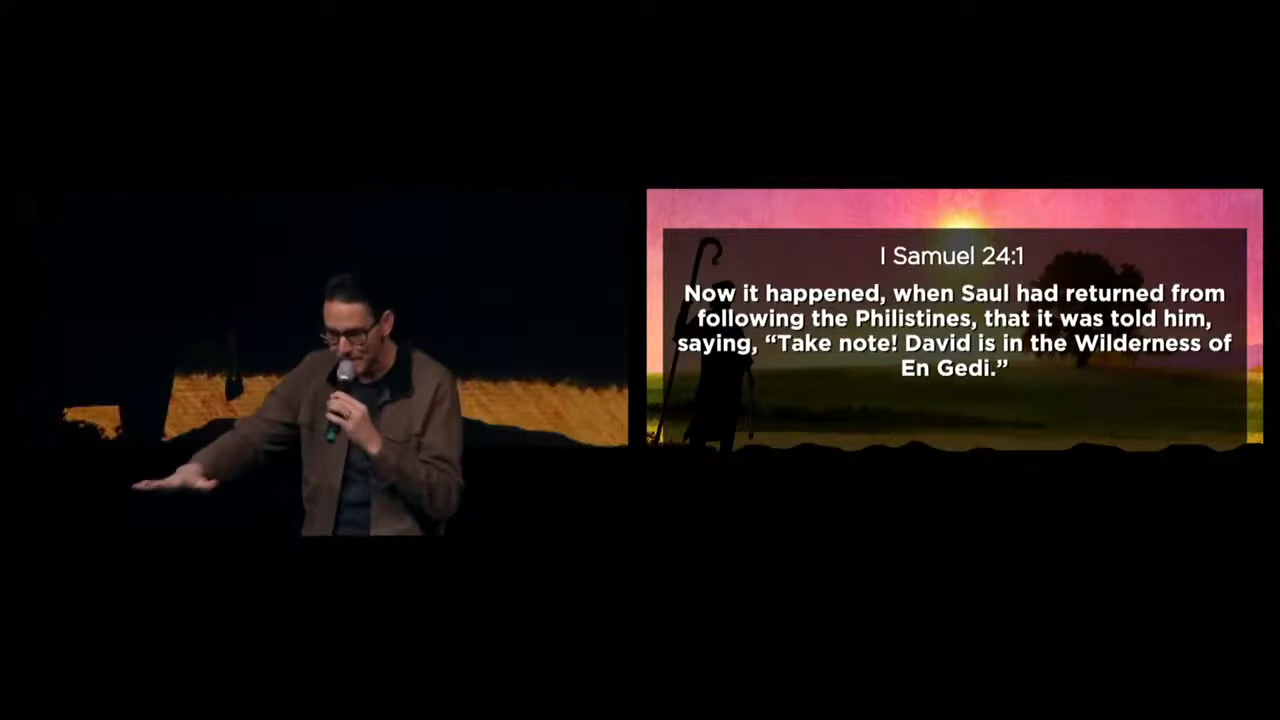 I Samuel 24:1
Now it happened, when Saul had returned from
following the Philistines, that it was told him,
saying, “Take note! David is in the Wilderness of
En Gedi.”